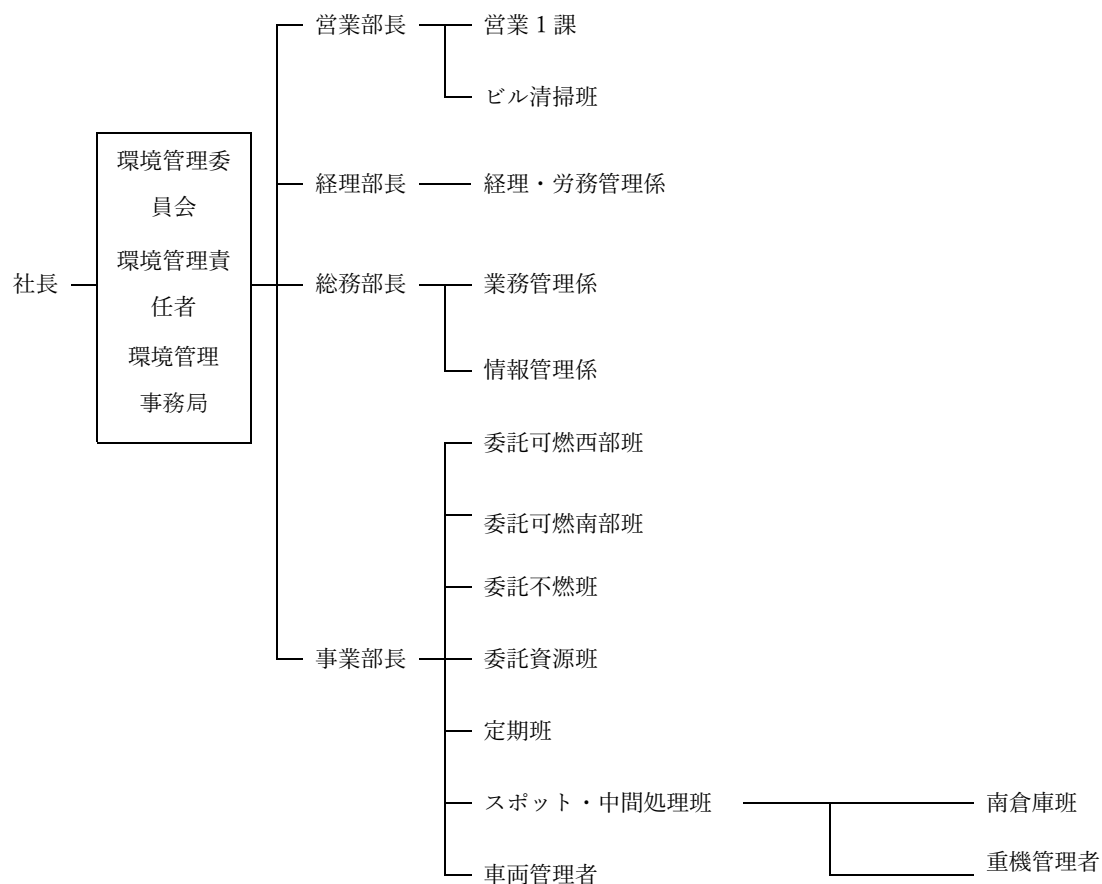 社長
環境管理委
員会
環境管理責
任者
環境管理
事務局
営業部長
営業1課
ビル清掃班
経理部長
経理・労務管理係
総務部長
業務管理係
情報管理係
事業部長
委託可燃西部班
委託可燃南部班
委託不燃班
委託資源班
定期班
スポット・中間処理班
南倉庫班
重機管理者
車両管理者